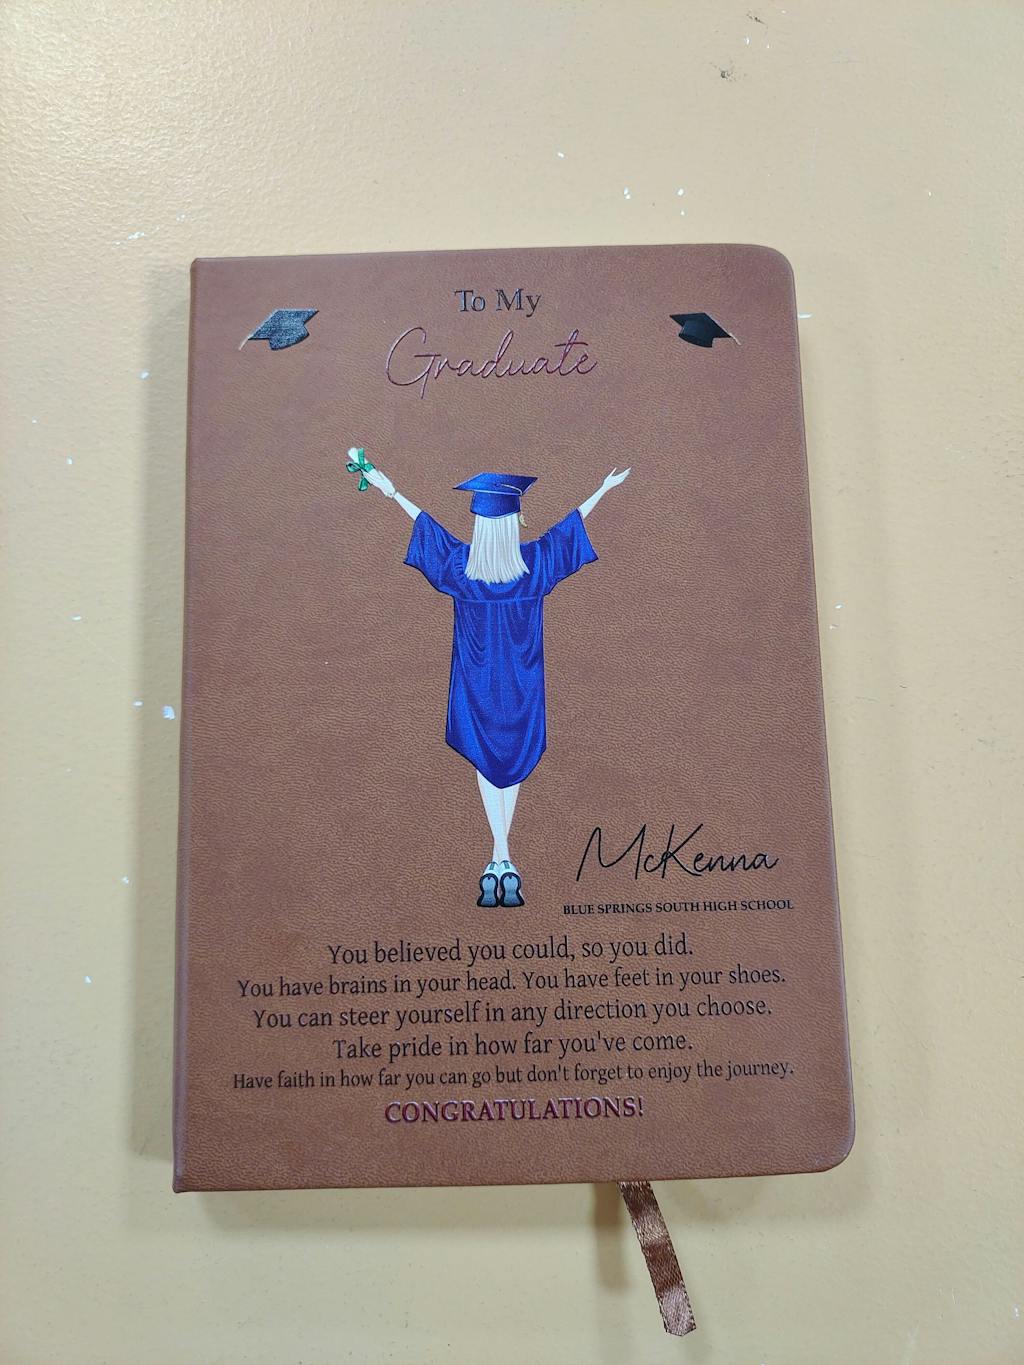 To My
Graduate
McKenna
BLUE SPRINGS SOUTH HIGH SCHOOL
You believed you could, so you did.
You have brains in your head. You have feet in your shoes.
You can steer yourself in any direction you choose.
Take pride in how far you've come.
Have faith in how far you can go but don't forget to enjoy the journey.
CONGRATULATIONS!